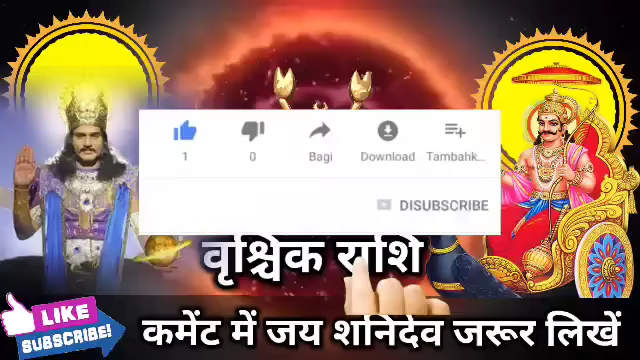 1 0 Bagi Download Tambahk...
DISUBSCRIBE
वृश्चिक राशि
LIKE
SUBSCRIBE!
कमेंट में जय शनिदेव जरूर लिखें